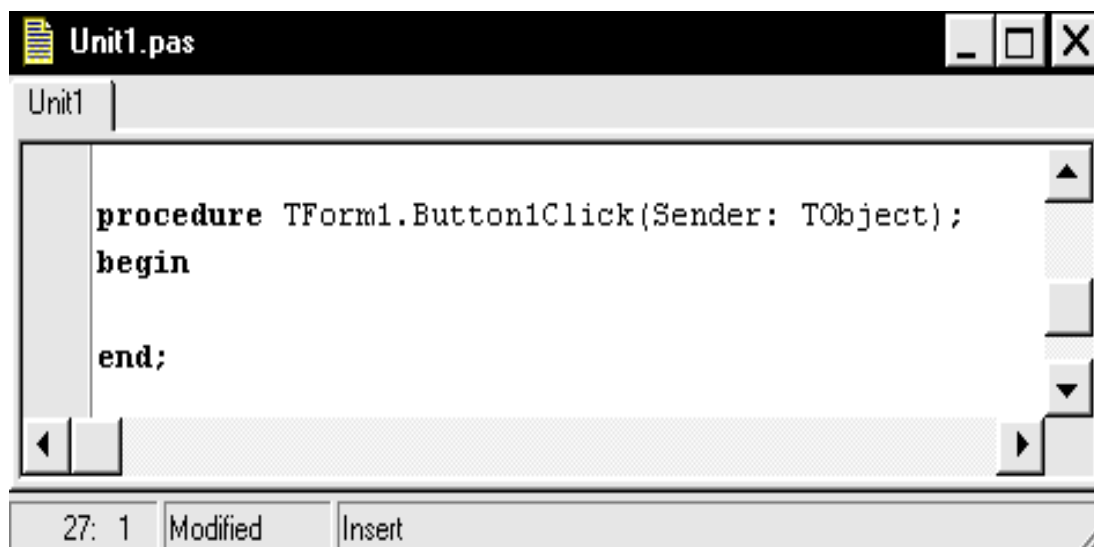 Unit1.pas
Unit1
procedure TForm1.Button1Click(Sender: TObject);
begin
end;
27: 1 Modified Insert